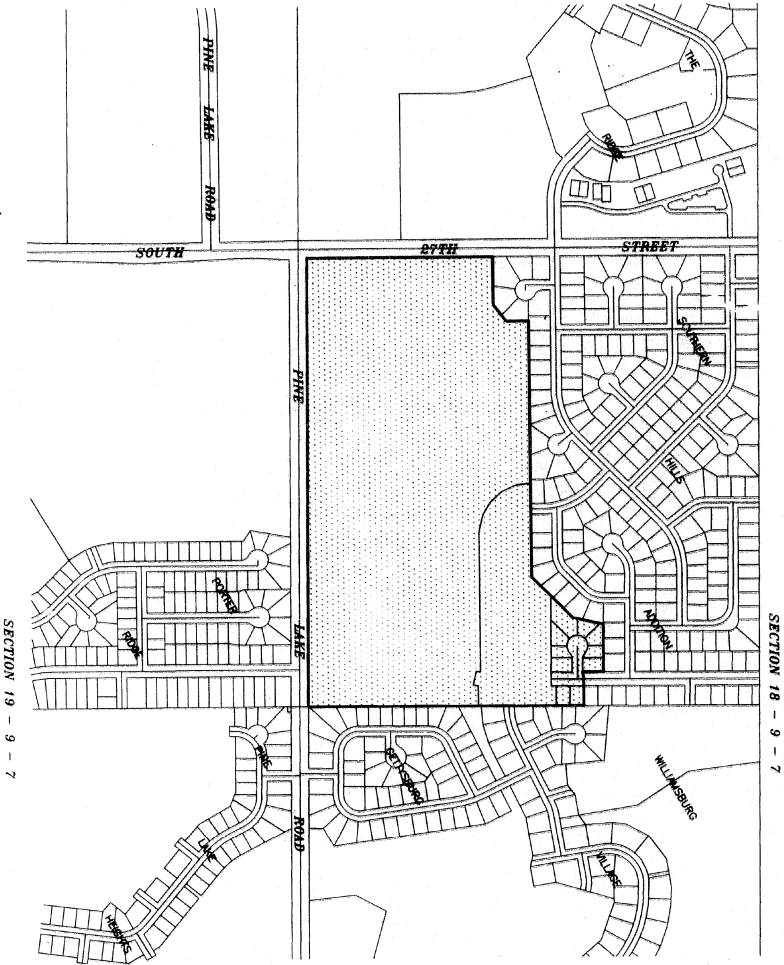 THE
RIDGE
PINE LAKE ROAD
SOUTH 27TH STREET
SOUTHERN
HILLS
ADDITION
PINE LAKE ROAD
PORTER
RIDGE
SECTION 19 - 9 - 7
SECTION 18 - 9 - 7
PINE
LAKE
HEIGHTS
GETTYSBURG
WILLIAMSBURG
VILLAGE